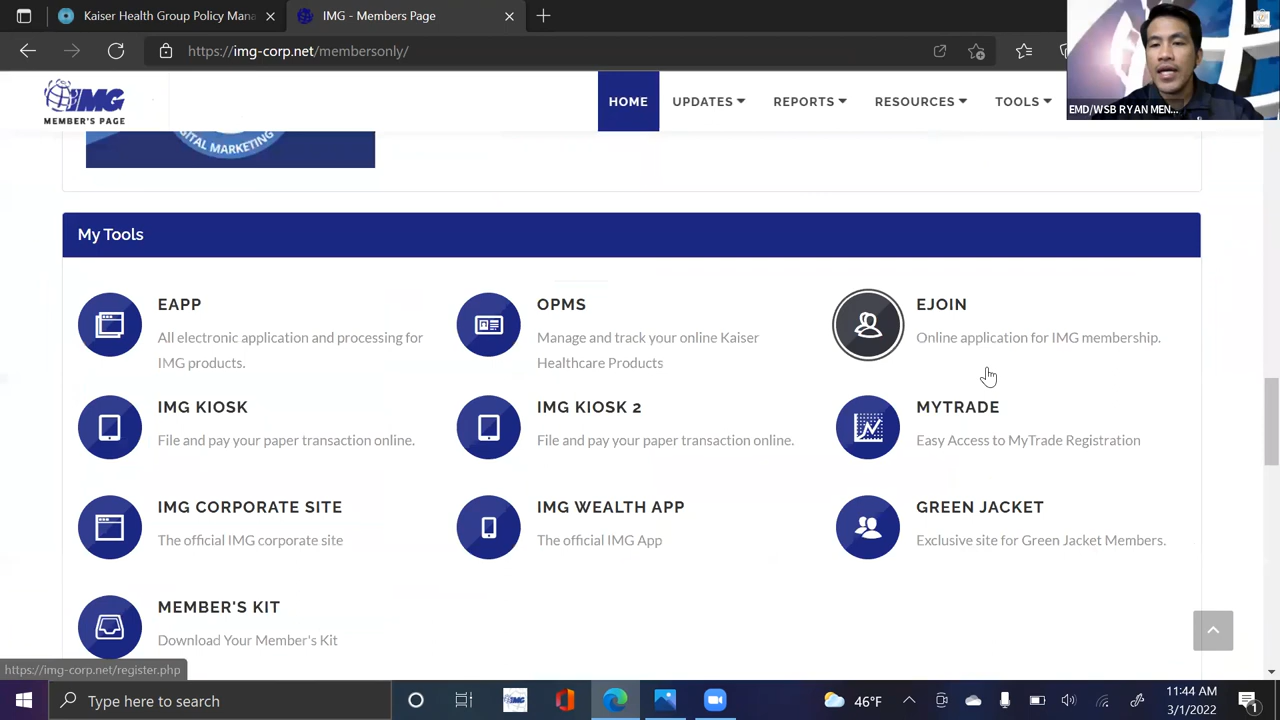 Kaiser Health Group Policy Mana
IMG - Members Page
https://img-corp.net/membersonly/
EMD/WSB RYAN MEN...
IMG
MEMBER'S PAGE
HOME
UPDATES
REPORTS
RESOURCES
TOOLS
DIGITAL MARKETING
My Tools
EAPP
All electronic application and processing for
IMG products.
OPMS
Manage and track your online Kaiser
Healthcare Products
EJOIN
Online application for IMG membership.
IMG KIOSK
File and pay your paper transaction online.
IMG KIOSK 2
File and pay your paper transaction online.
MYTRADE
Easy Access to MyTrade Registration
IMG CORPORATE SITE
The official IMG corporate site
IMG WEALTH APP
The official IMG App
GREEN JACKET
Exclusive site for Green Jacket Members.
MEMBER'S KIT
Download Your Member's Kit
https://img-corp.net/register.php
Type here to search
IMG
46°F
11:44 AM
3/1/2022
1